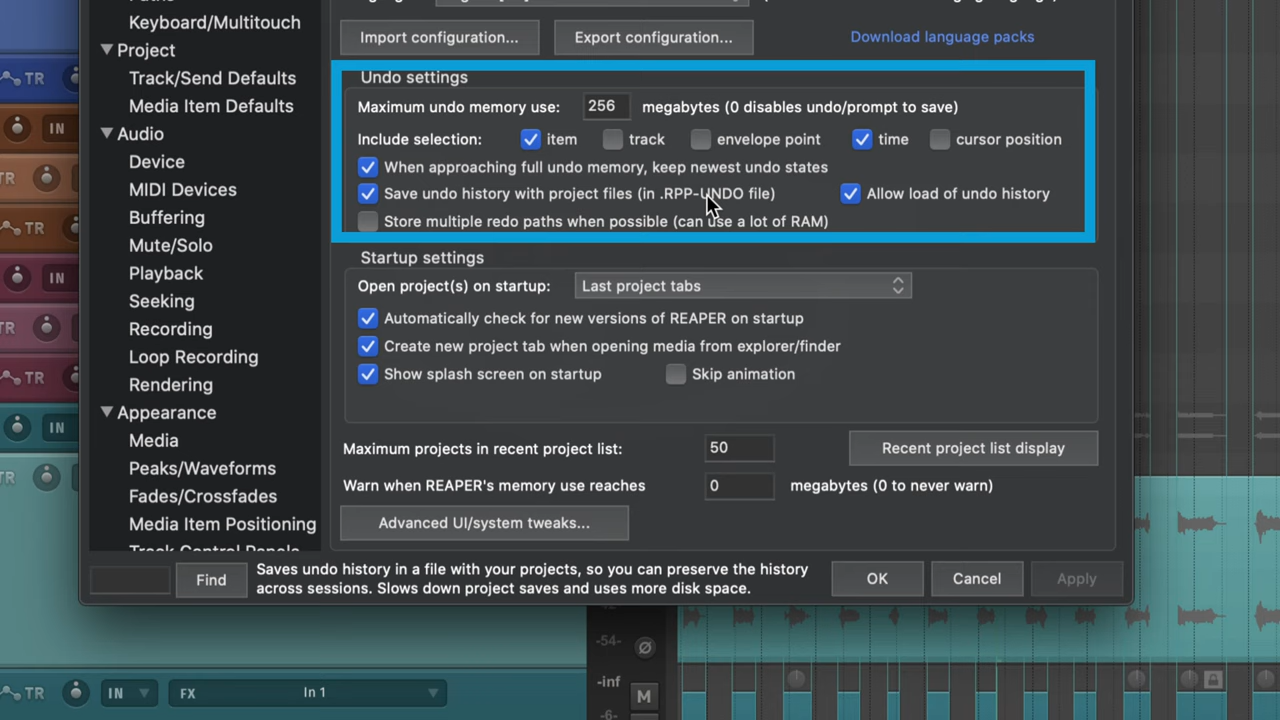 Keyboard/Multitouch
Project
Track/Send Defaults
Media Item Defaults
Audio
Device
MIDI Devices
Buffering
Mute/Solo
Playback
Seeking
Recording
Loop Recording
Rendering
Appearance
Media
Peaks/Waveforms
Fades/Crossfades
Media Item Positioning
Track Control Panels
Find
Import configuration... Export configuration... Download language packs
Undo settings
Maximum undo memory use: 256 megabytes (0 disables undo/prompt to save)
Include selection: item track envelope point time cursor position
When approaching full undo memory, keep newest undo states
Save undo history with project files (in .RPP-UNDO file) Allow load of undo history
Store multiple redo paths when possible (can use a lot of RAM)
Startup settings
Open project(s) on startup: Last project tabs
Automatically check for new versions of REAPER on startup
Create new project tab when opening media from explorer/finder
Show splash screen on startup Skip animation
Maximum projects in recent project list: 50 Recent project list display
Warn when REAPER's memory use reaches 0 megabytes (0 to never warn)
Advanced UI/system tweaks...
Saves undo history in a file with your projects, so you can preserve the history
across sessions. Slows down project saves and uses more disk space.
OK Cancel Apply
TR
IN
TR
TR
IN
TR
TR
IN
TR
TR IN FX In 1
-54-
-inf
M
-6-